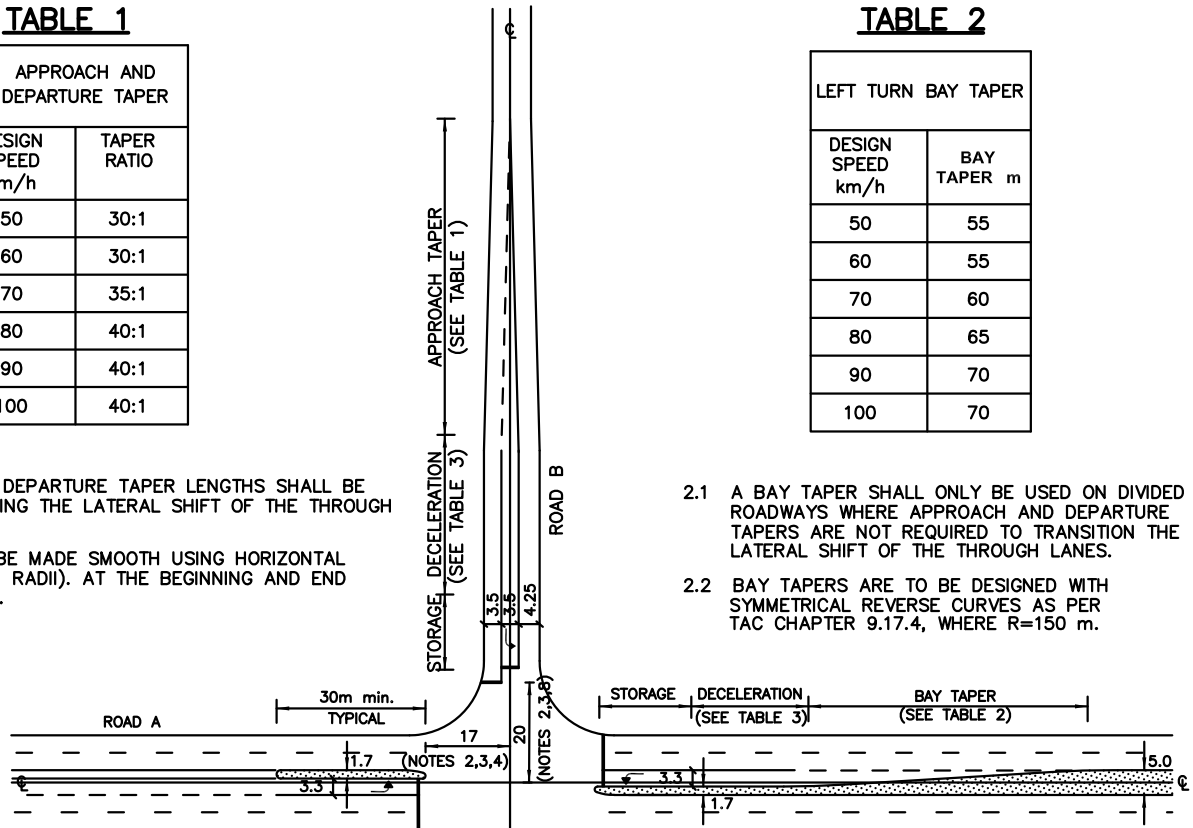 TABLE 1
APPROACH AND
DEPARTURE TAPER
TAPER
RATIO
50 30:1
60 30:1
70 35:1
80 40:1
90 40:1
40:1
DEPARTURE TAPER LENGTHS SHALL BE
THE LATERAL SHIFT OF THE THROUGH
BE MADE SMOOTH USING HORIZONTAL
RADII). AT THE BEGINNING AND END
TABLE 2
LEFT TURN BAY TAPER
DESIGN
SPEED
km/h
BAY
TAPER m
50 55
60 55
70 60
80 65
90 70
100 70
2.1 A BAY TAPER SHALL ONLY BE USED ON DIVIDED
ROADWAYS WHERE APPROACH AND DEPARTURE
TAPERS ARE NOT REQUIRED TO TRANSITION THE
LATERAL SHIFT OF THE THROUGH LANES.
2.2 BAY TAPERS ARE TO BE DESIGNED WITH
SYMMETRICAL REVERSE CURVES AS PER
TAC CHAPTER 9.17.4, WHERE R=150 m.
℄
APPROACH TAPER
(SEE TABLE 1)
DECELERATION
(SEE TABLE 3)
STORAGE
ROAD B
3.5
3.5
4.25
20
(NOTES 2,3,8)
17
(NOTES 2,3,4)
30m min.
TYPICAL
ROAD A
1.7
3.3
℄
STORAGE
DECELERATION
(SEE TABLE 3)
BAY TAPER
(SEE TABLE 2)
3.3
1.7
5.0
℄